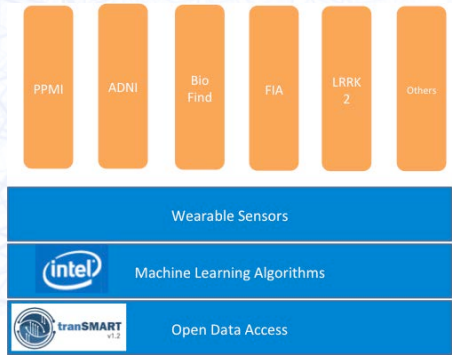 PPMI
ADNI
Bio
Find
FIA
LRRK
2
Others
Wearable Sensors
intel
Machine Learning Algorithms
tranSMART
v1.2
Open Data Access